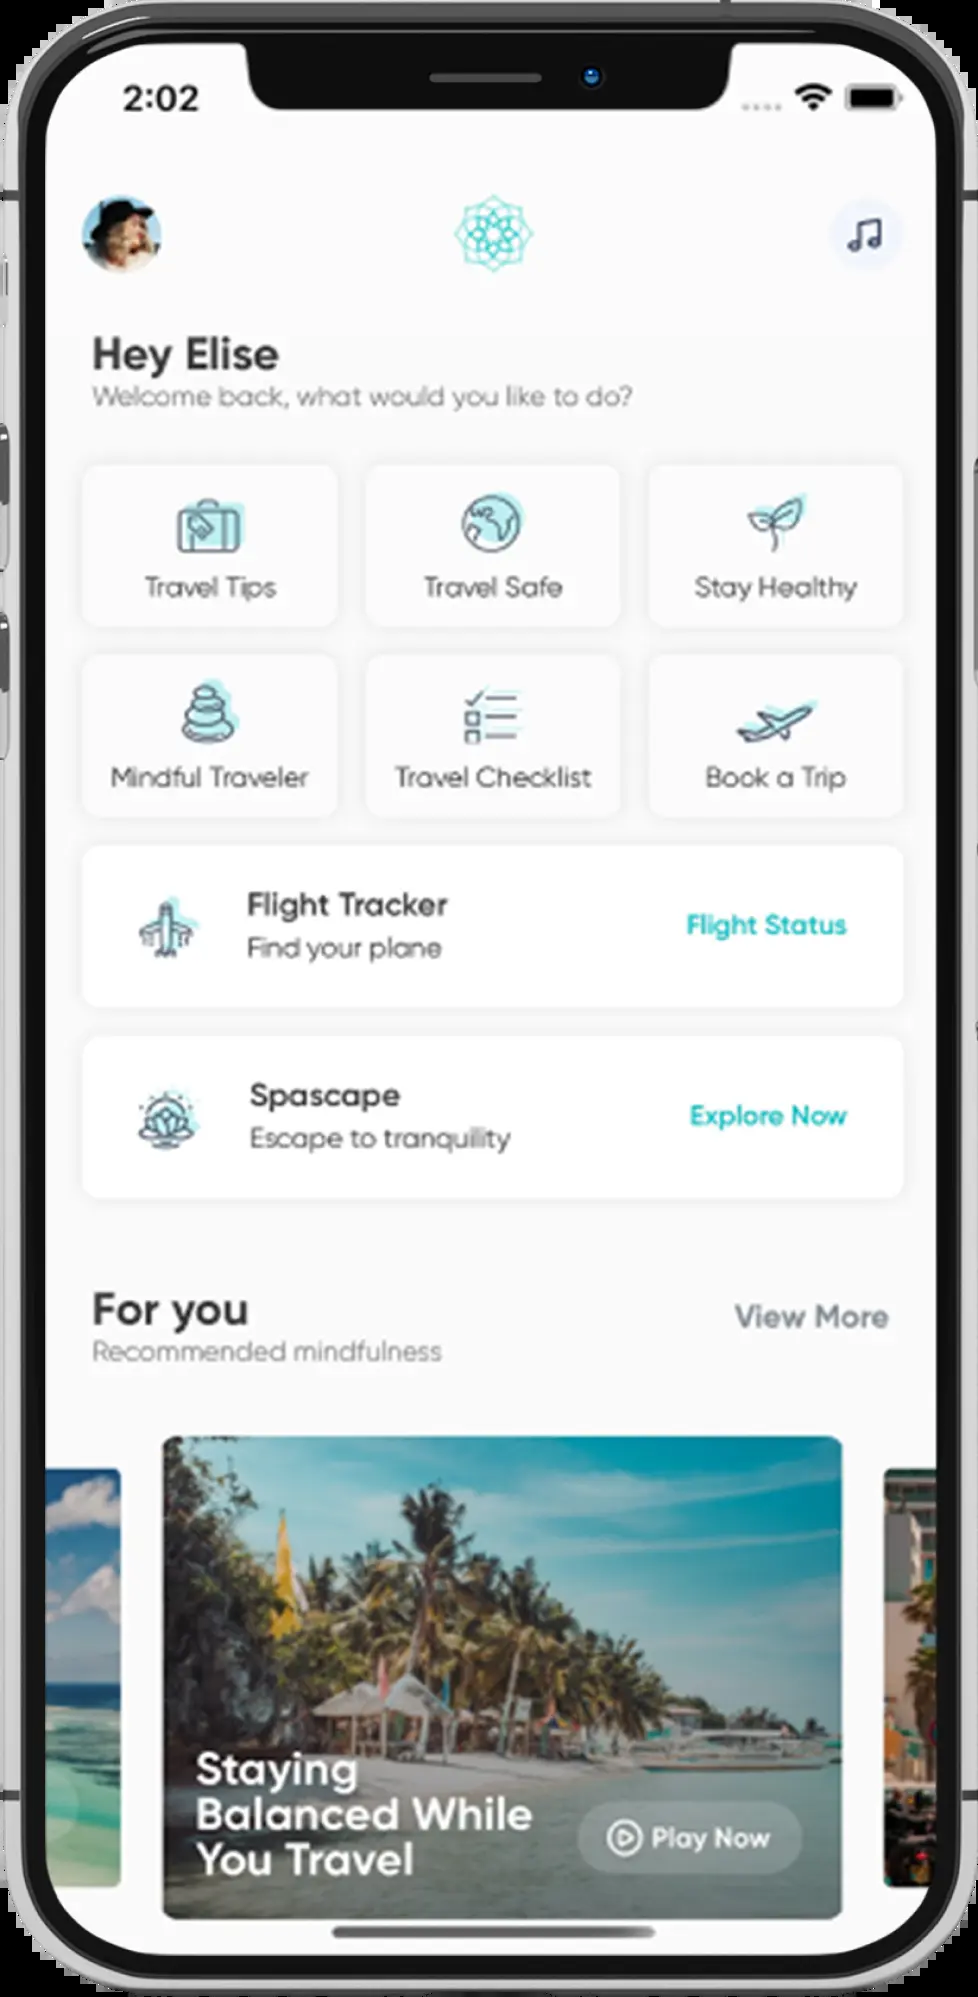 2:02
Hey Elise
Welcome back, what would you like to do?
Travel Tips
Travel Safe
Stay Healthy
Mindful Traveler
Travel Checklist
Book a Trip
Flight Tracker
Find your plane
Flight Status
Spascape
Escape to tranquility
Explore Now
For you
Recommended mindfulness
View More
Staying
Balanced While
You Travel
Play Now